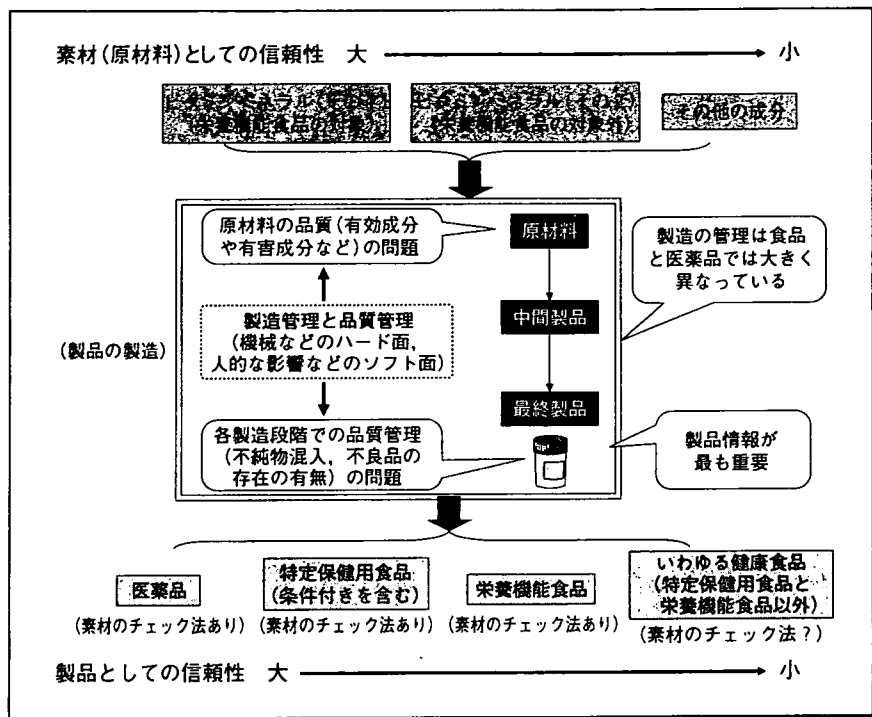 素材(原材料)としての信頼性 大
小
ビタミン・ミネラル(
(栄養機能食品の対象)
ビタミン・ミネラル(その
(栄養機能食品の対象外)
その他の成分
原材料の品質(有効成分
や有害成分など)の問題
原材料
製造の管理は食品
と医薬品では大きく
異なっている
製造管理と品質管理
(機械などのハード面,
人的な影響などのソフト面)
中間製品
(製品の製造)
最終製品
各製造段階での品質管理
(不純物混入, 不良品の
存在の有無) の問題
製品情報が
最も重要
医薬品
(素材のチェック法あり)
特定保健用食品
(条件付きを含む)
(素材のチェック法あり)
栄養機能食品
(素材のチェック法あり)
いわゆる健康食品
(特定保健用食品と
栄養機能食品以外)
(素材のチェック法?)
製品としての信頼性 大
小